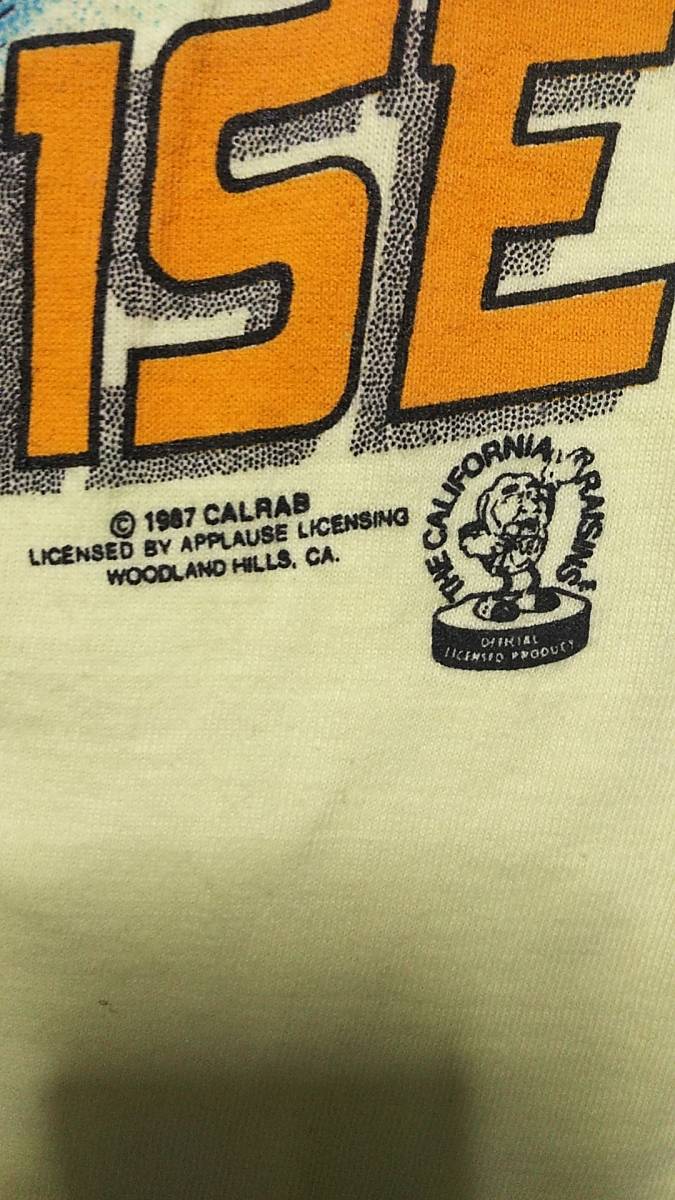 ISE
© 1987 CALRAB
LICENSED BY APPLAUSE LICENSING
WOODLAND HILLS, CA.
THE CALIFORNIA RAISINS
OFFICIAL
LICENSED PRODUCT